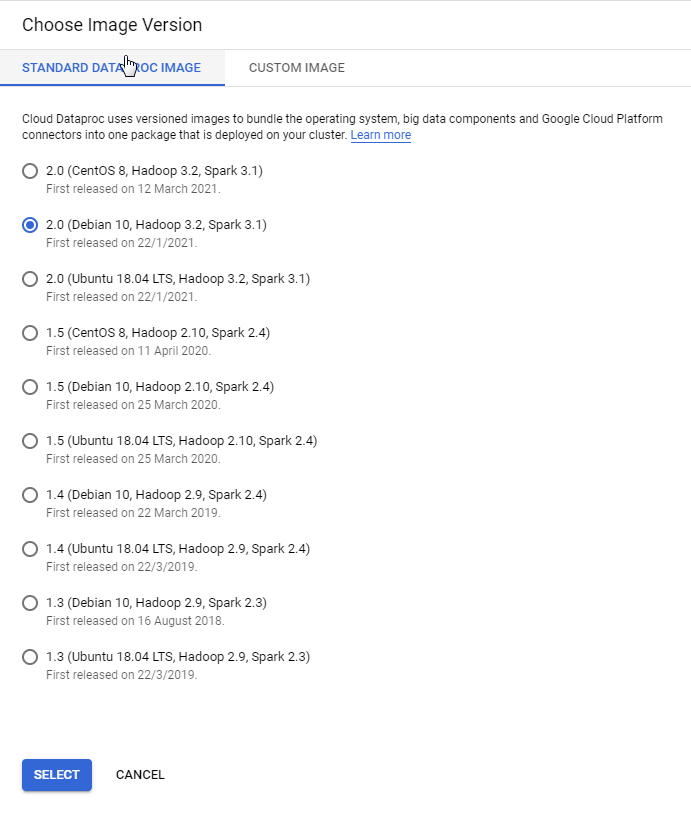 Choose Image Version
STANDARD DATAPROC IMAGE
CUSTOM IMAGE
Cloud Dataproc uses versioned images to bundle the operating system, big data components and Google Cloud Platform
connectors into one package that is deployed on your cluster. Learn more
2.0 (CentOS 8, Hadoop 3.2, Spark 3.1)
First released on 12 March 2021.
2.0 (Debian 10, Hadoop 3.2, Spark 3.1)
First released on 22/1/2021.
2.0 (Ubuntu 18.04 LTS, Hadoop 3.2, Spark 3.1)
First released on 22/1/2021.
1.5 (CentOS 8, Hadoop 2.10, Spark 2.4)
First released on 11 April 2020.
1.5 (Debian 10, Hadoop 2.10, Spark 2.4)
First released on 25 March 2020.
1.5 (Ubuntu 18.04 LTS, Hadoop 2.10, Spark 2.4)
First released on 25 March 2020.
1.4 (Debian 10, Hadoop 2.9, Spark 2.4)
First released on 22 March 2019.
1.4 (Ubuntu 18.04 LTS, Hadoop 2.9, Spark 2.4)
First released on 22/3/2019.
1.3 (Debian 10, Hadoop 2.9, Spark 2.3)
First released on 16 August 2018.
1.3 (Ubuntu 18.04 LTS, Hadoop 2.9, Spark 2.3)
First released on 22/3/2019.
SELECT
CANCEL